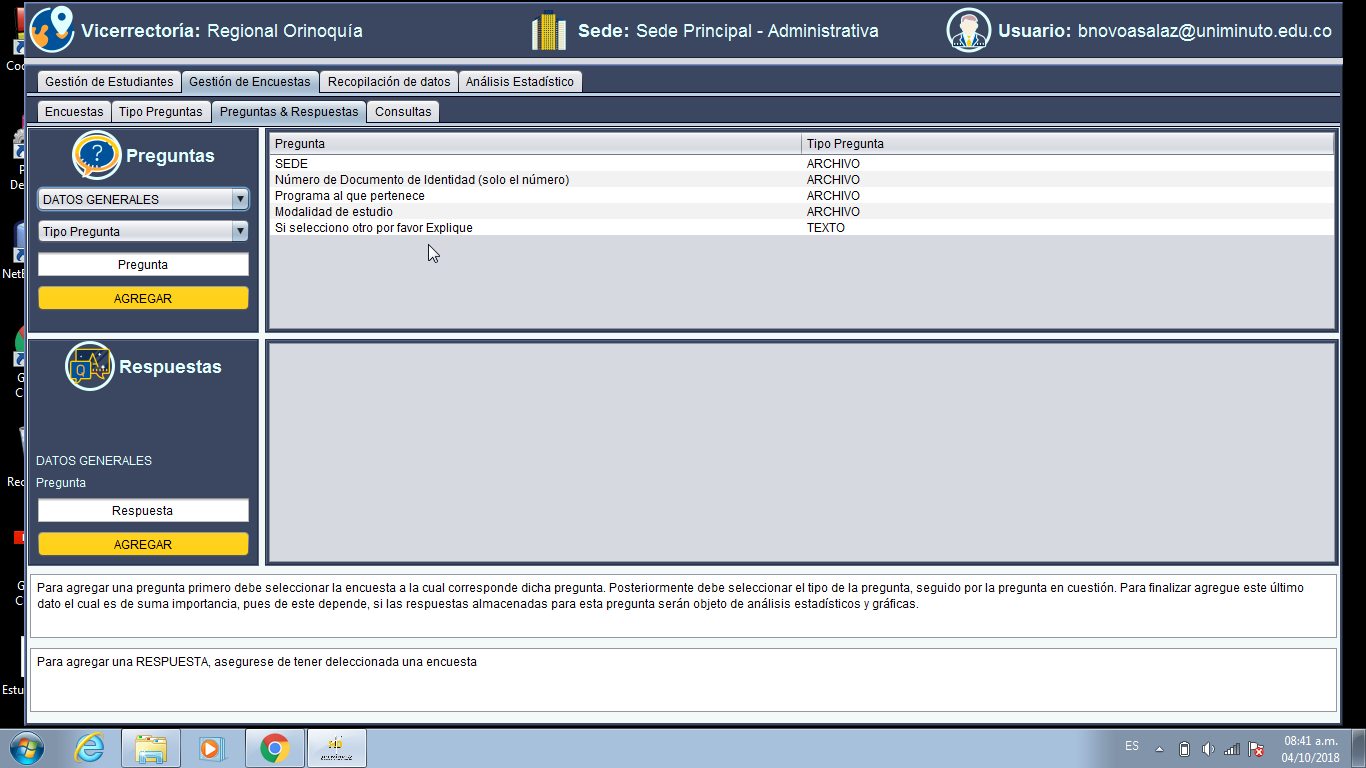 Vicerrectoría: Regional Orinoquía
Sede: Sede Principal - Administrativa
Usuario: bnovoasalaz@uniminuto.edu.co
Gestión de Estudiantes
Gestión de Encuestas
Recopilación de datos
Análisis Estadístico
Encuestas
Tipo Preguntas
Preguntas & Respuestas
Consultas
Preguntas
DATOS GENERALES
Tipo Pregunta
Pregunta
AGREGAR
Pregunta Tipo Pregunta
SEDE ARCHIVO
Número de Documento de Identidad (solo el número) ARCHIVO
Programa al que pertenece ARCHIVO
Modalidad de estudio ARCHIVO
Si selecciono otro por favor Explique TEXTO
Respuestas
DATOS GENERALES
Pregunta
Respuesta
AGREGAR
Para agregar una pregunta primero debe seleccionar la encuesta a la cual corresponde dicha pregunta. Posteriormente debe seleccionar el tipo de la pregunta, seguido por la pregunta en cuestión. Para finalizar agregue este último
dato el cual es de suma importancia, pues de este depende, si las respuestas almacenadas para esta pregunta serán objeto de análisis estadísticos y gráficas.
Para agregar una RESPUESTA, asegurese de tener deleccionada una encuesta
ES
08:41 a.m.
04/10/2018